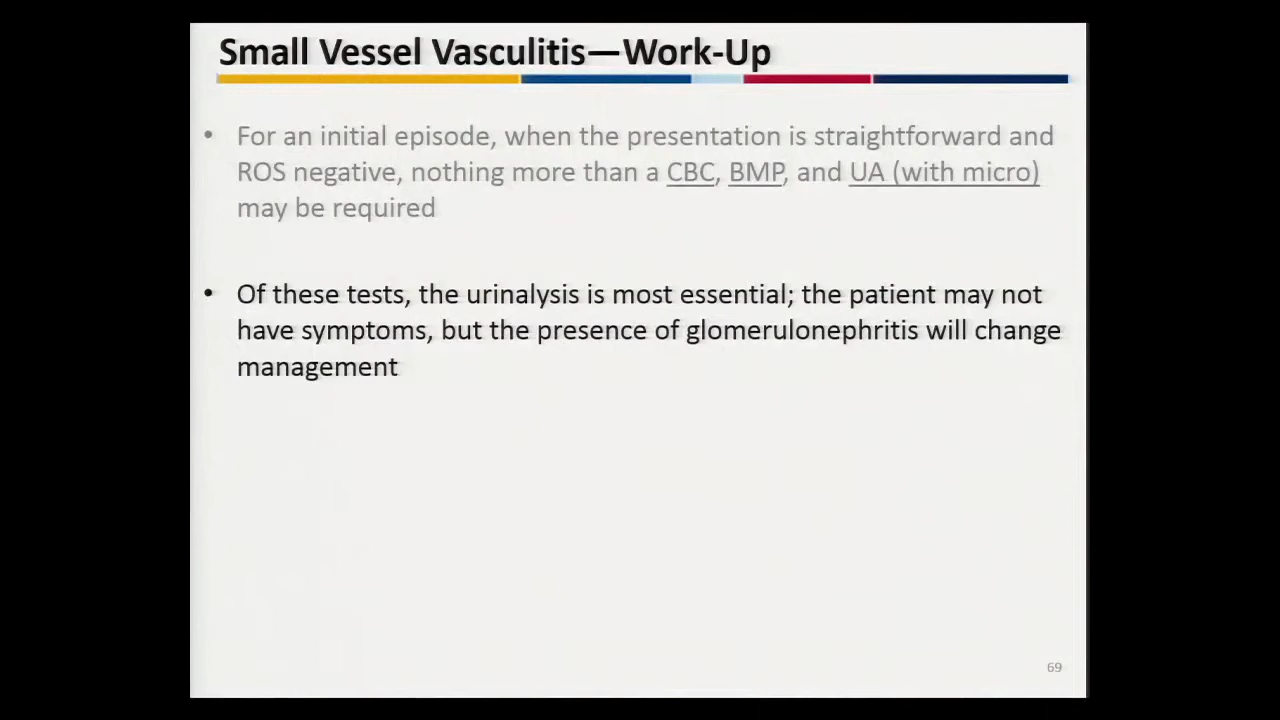 Small Vessel Vasculitis—Work-Up
• For an initial episode, when the presentation is straightforward and
ROS negative, nothing more than a CBC, BMP, and UA (with micro)
may be required
• Of these tests, the urinalysis is most essential; the patient may not
have symptoms, but the presence of glomerulonephritis will change
management
69